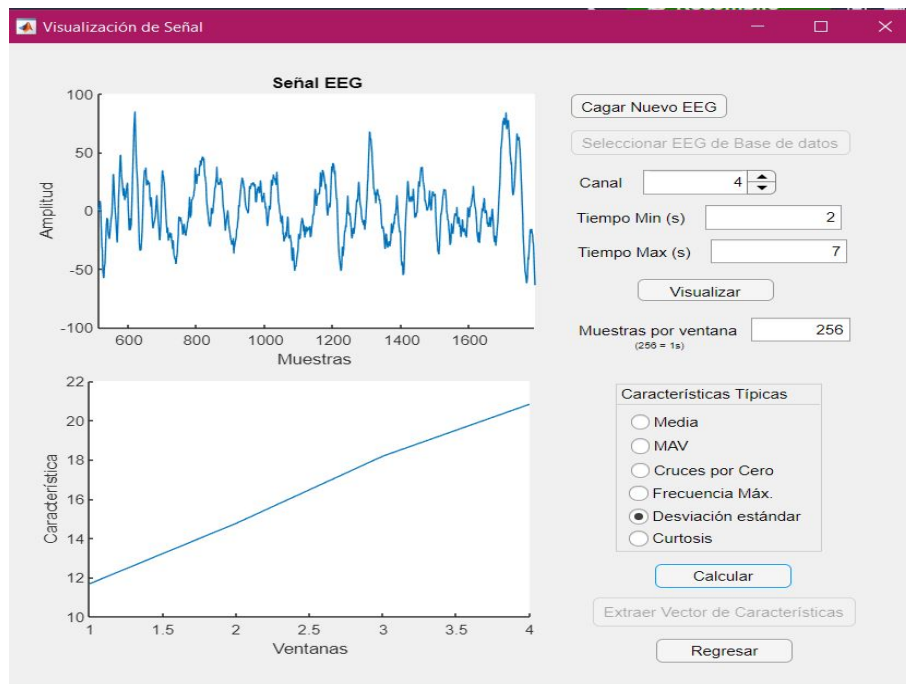 Visualización de Señal
Señal EEG
100
50
0
-50
-100
Amplitud
600 800 1000 1200 1400 1600
Muestras
22
20
18
16
14
12
10
Característica
1 1.5 2 2.5 3 3.5 4
Ventanas
Cagar Nuevo EEG
Seleccionar EEG de Base de datos
Canal 4
Tiempo Min (s) 2
Tiempo Max (s) 7
Visualizar
Muestras por ventana 256
(256 = 1s)
Características Típicas
Media
MAV
Cruces por Cero
Frecuencia Máx.
Desviación estándar
Curtosis
Calcular
Extraer Vector de Características
Regresar